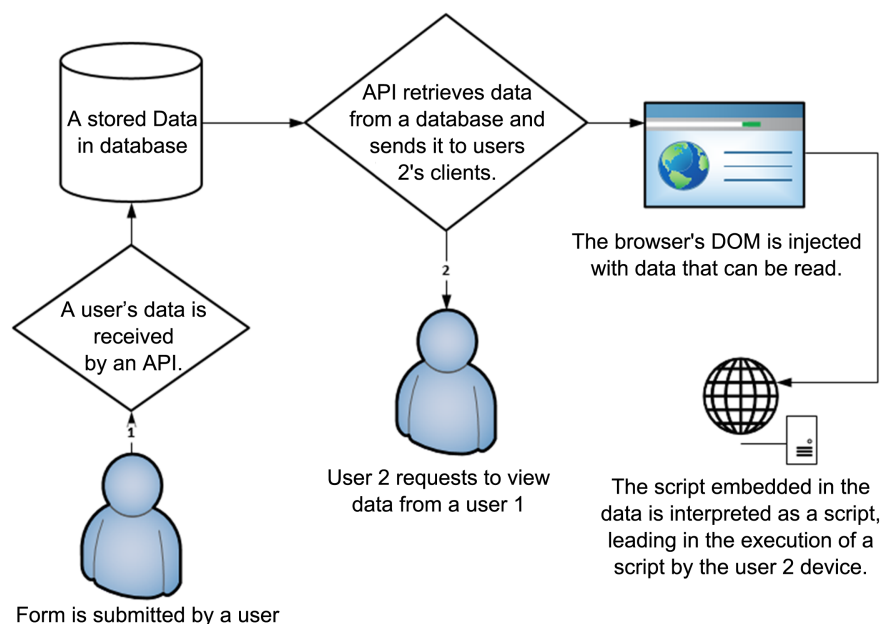 A stored Data
in database
API retrieves data
from a database and
sends it to users
2's clients.
The browser's DOM is injected
with data that can be read.
A user’s data is
received
by an API.
2
1
User 2 requests to view
data from a user 1
The script embedded in the
data is interpreted as a script,
leading in the execution of a
script by the user 2 device.
Form is submitted by a user